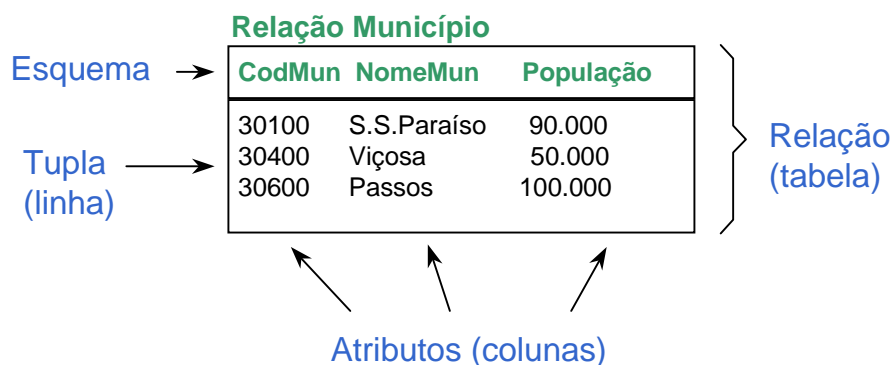 Relação Município
Esquema
CodMun NomeMun População
30100 S.S.Paraíso 90.000
30400 Viçosa 50.000
30600 Passos 100.000
Tupla
(linha)
Relação
(tabela)
Atributos (colunas)